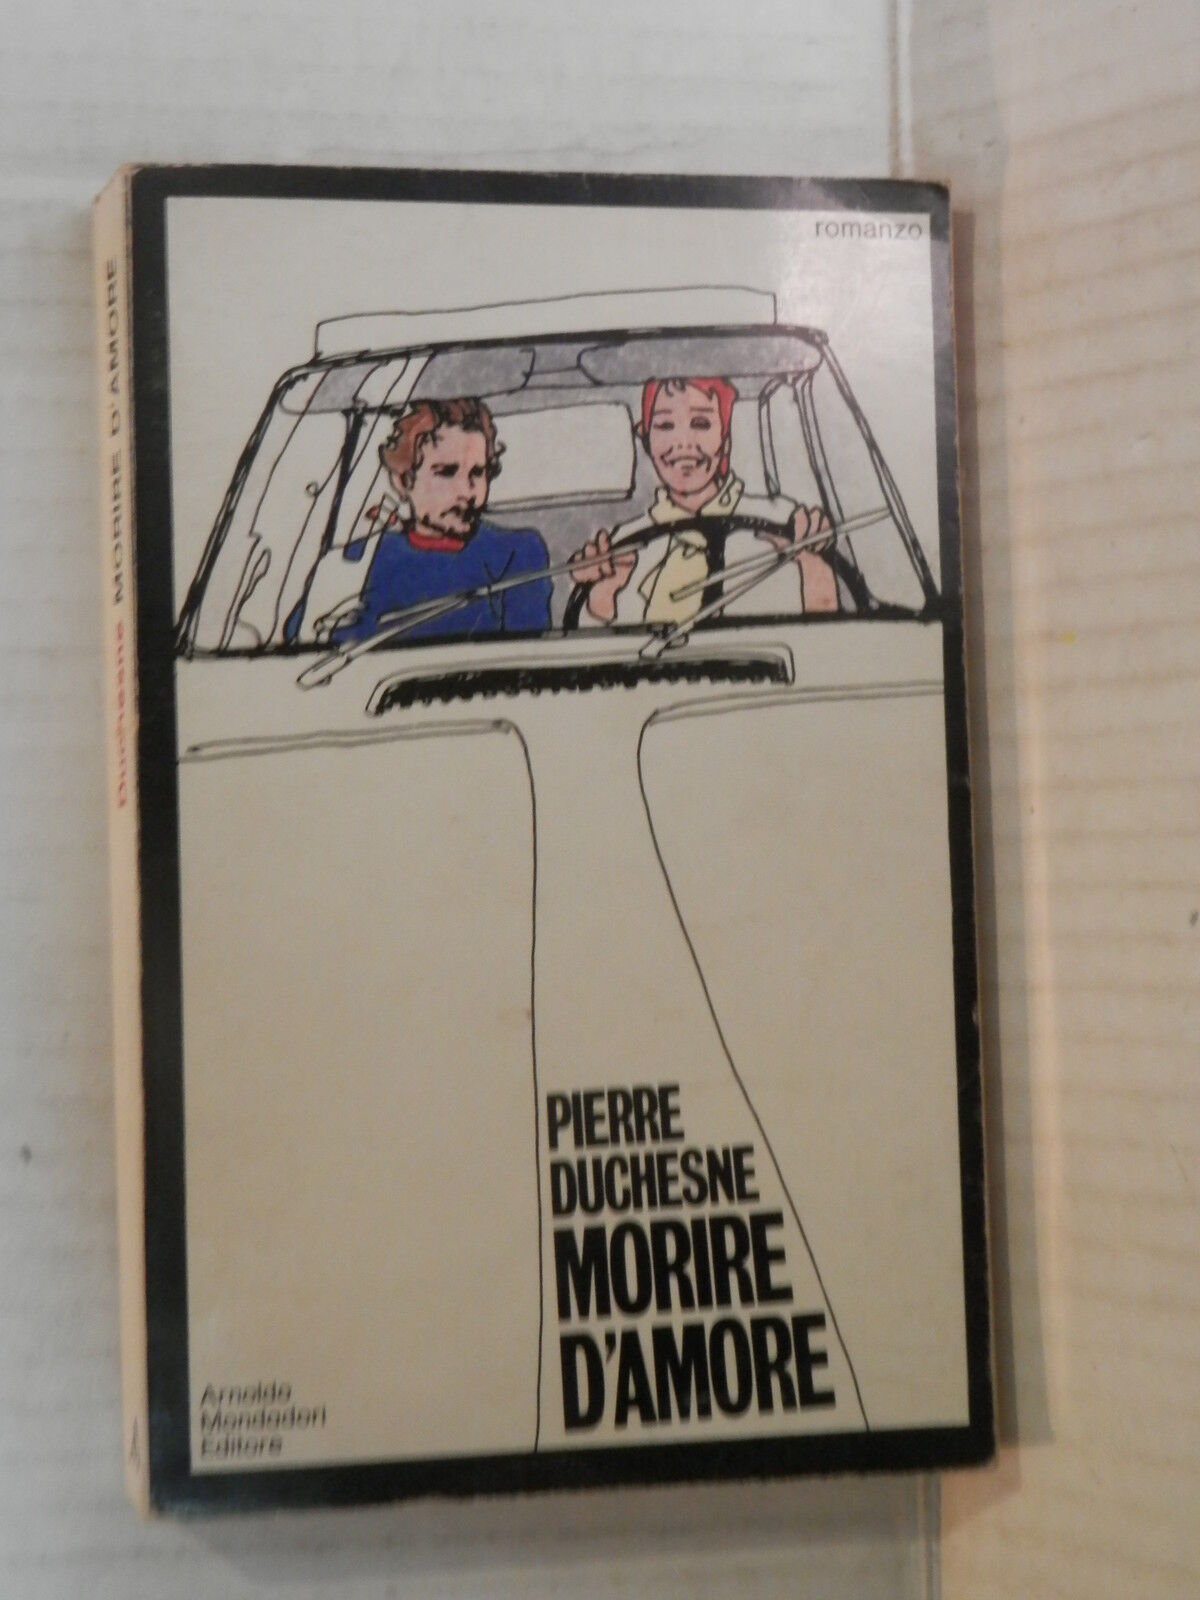 romanzo
Duchesne MORIRE D'AMORE
PIERRE
DUCHESNE
MORIRE
D'AMORE
Arnoldo
Mondadori
Editore